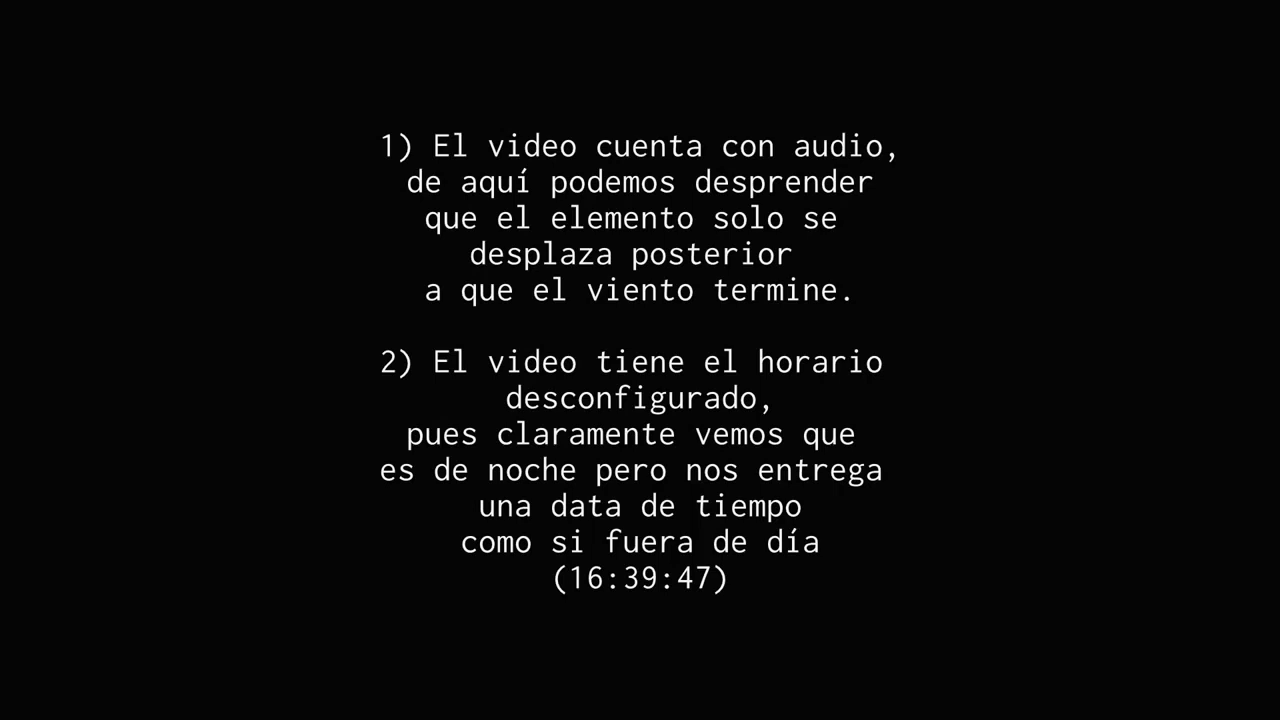 1) El video cuenta con audio,
de aquí podemos desprender
que el elemento solo se
desplaza posterior
a que el viento termine.
2) El video tiene el horario
desconfigurado,
pues claramente vemos que
es de noche pero nos entrega
una data de tiempo
como si fuera de día
(16:39:47)